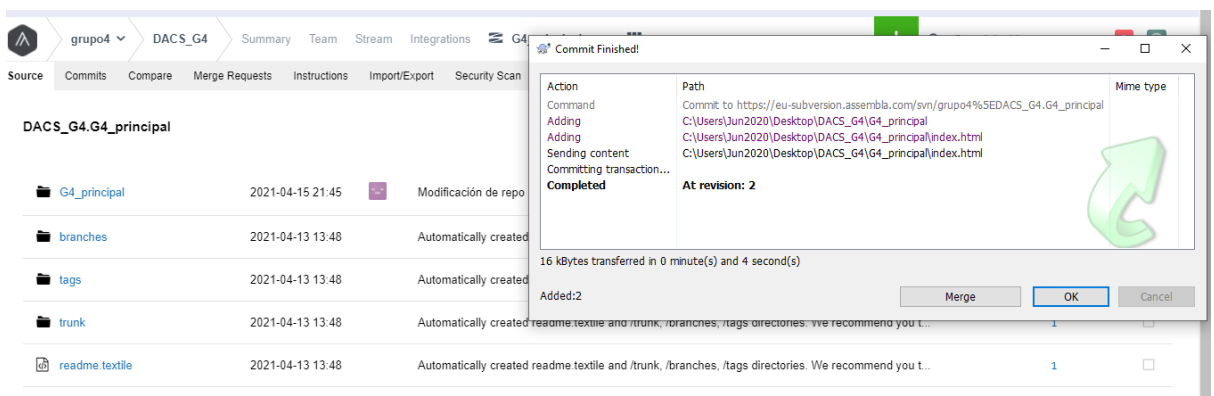 grupo4 DACS_G4 Summary Team Stream Integrations
Source Commits Compare Merge Requests Instructions Import/Export Security Scan
DACS_G4.G4_principal
G4_principal 2021-04-15 21:45 Modificación de repo
branches 2021-04-13 13:48 Automatically created
tags 2021-04-13 13:48 Automatically created
trunk 2021-04-13 13:48 Automatically created readme.textile and /trunk, /branches, /tags directories. We recommend you t... 1
readme.textile 2021-04-13 13:48 Automatically created readme.textile and /trunk, /branches, /tags directories. We recommend you t... 1
Commit Finished!
Action Path Mime type
Command Commit to https://eu-subversion.assembla.com/svn/grupo4%5EDACS_G4.G4_principal
Adding C:\Users\Jun2020\Desktop\DACS_G4\G4_principal
Adding C:\Users\Jun2020\Desktop\DACS_G4\G4_principal\index.html
Sending content C:\Users\Jun2020\Desktop\DACS_G4\G4_principal\index.html
Committing transaction...
Completed At revision: 2
16 kBytes transferred in 0 minute(s) and 4 second(s)
Added:2 Merge OK Cancel